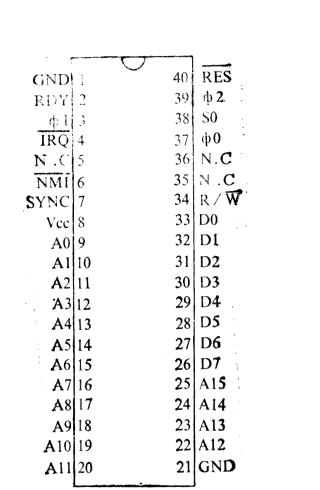 GND 1 40 R̅E̅S̅
RDY 2 39 ϕ2
ϕ1 3 38 S0
I̅R̅Q̅ 4 37 ϕ0
N.C 5 36 N.C
N̅M̅I̅ 6 35 N.C
SYNC 7 34 R/W̅
Vcc 8 33 D0
A0 9 32 D1
A1 10 31 D2
A2 11 30 D3
A3 12 29 D4
A4 13 28 D5
A5 14 27 D6
A6 15 26 D7
A7 16 25 A15
A8 17 24 A14
A9 18 23 A13
A10 19 22 A12
A11 20 21 GND